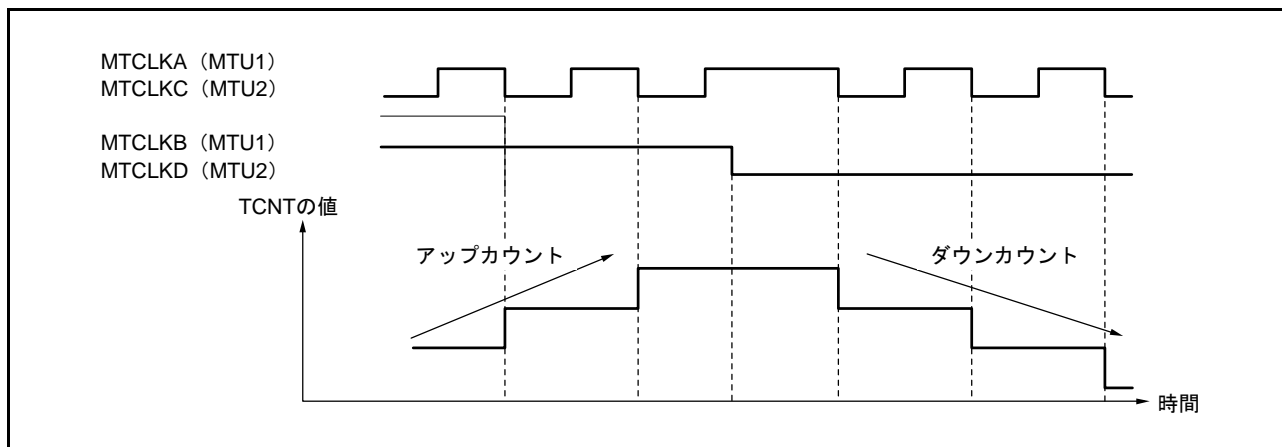 MTCLKA（MTU1）
MTCLKC（MTU2）
MTCLKB（MTU1）
MTCLKD（MTU2）
TCNTの値
アップカウント
ダウンカウント
時間